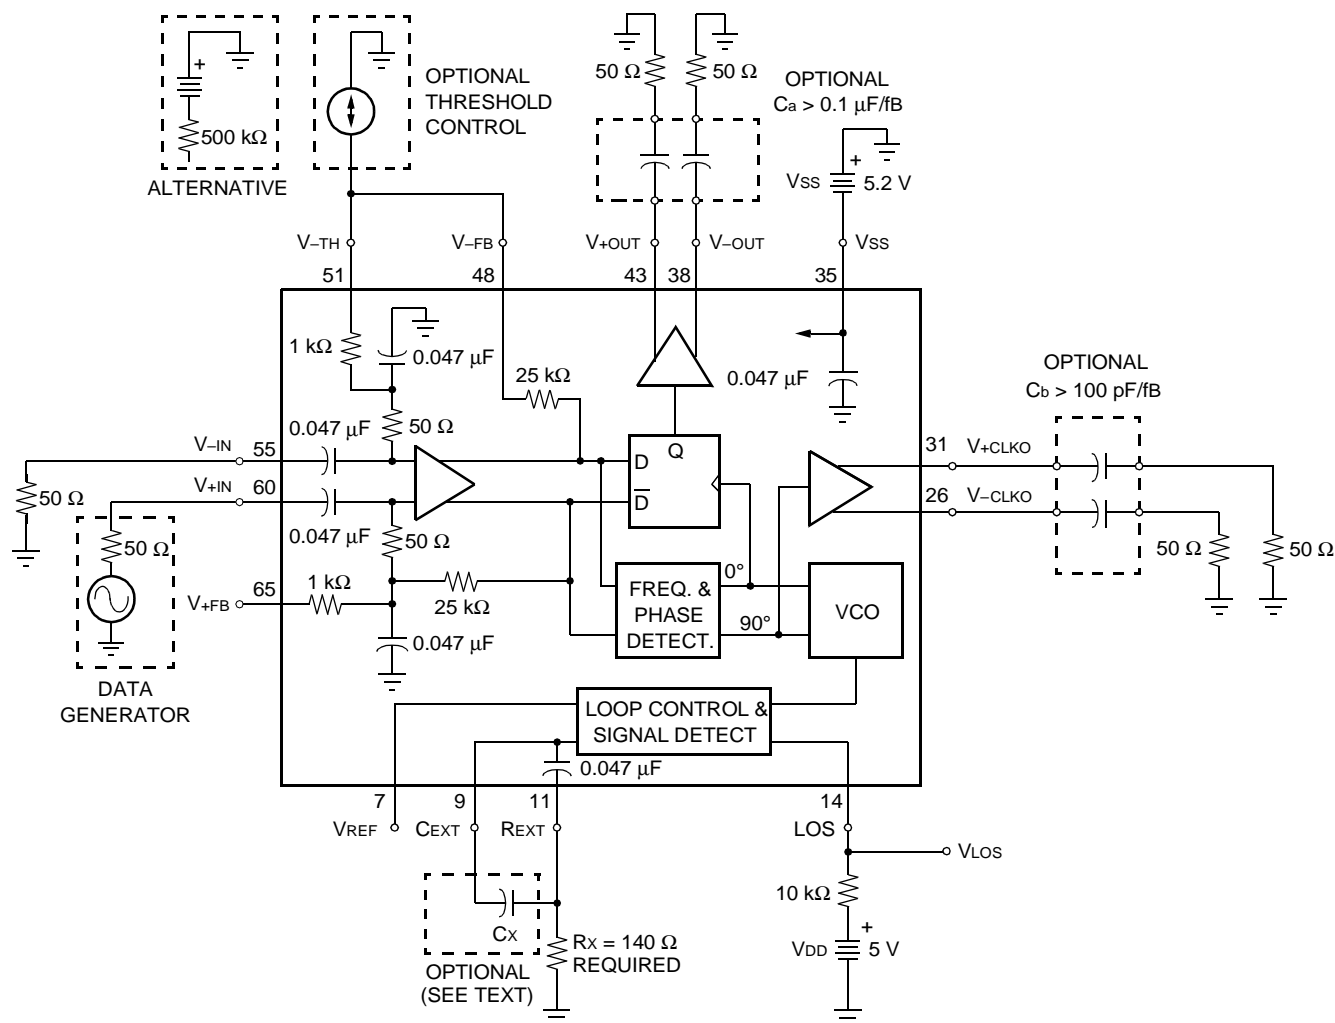 +
500 kΩ
ALTERNATIVE
OPTIONAL
THRESHOLD
CONTROL
50 Ω
50 Ω
OPTIONAL
Ca > 0.1 µF/fB
+
VSS
5.2 V
V–TH
V–FB
V+OUT
V–OUT
VSS
51
48
43
38
35
1 kΩ
0.047 µF
25 kΩ
0.047 µF
OPTIONAL
Cb > 100 pF/fB
50 Ω
0.047 µF
V–IN
55
V+IN
60
50 Ω
50 Ω
0.047 µF
50 Ω
D
Q
D̅
31
V+CLKO
26
V–CLKO
50 Ω
50 Ω
V+FB
65
1 kΩ
25 kΩ
0.047 µF
FREQ. &
PHASE
DETECT.
0°
90°
VCO
DATA
GENERATOR
LOOP CONTROL &
SIGNAL DETECT
0.047 µF
7
9
11
14
VREF
CEXT
REXT
LOS
VLOS
10 kΩ
CX
RX = 140 Ω
REQUIRED
+
VDD
5 V
OPTIONAL
(SEE TEXT)